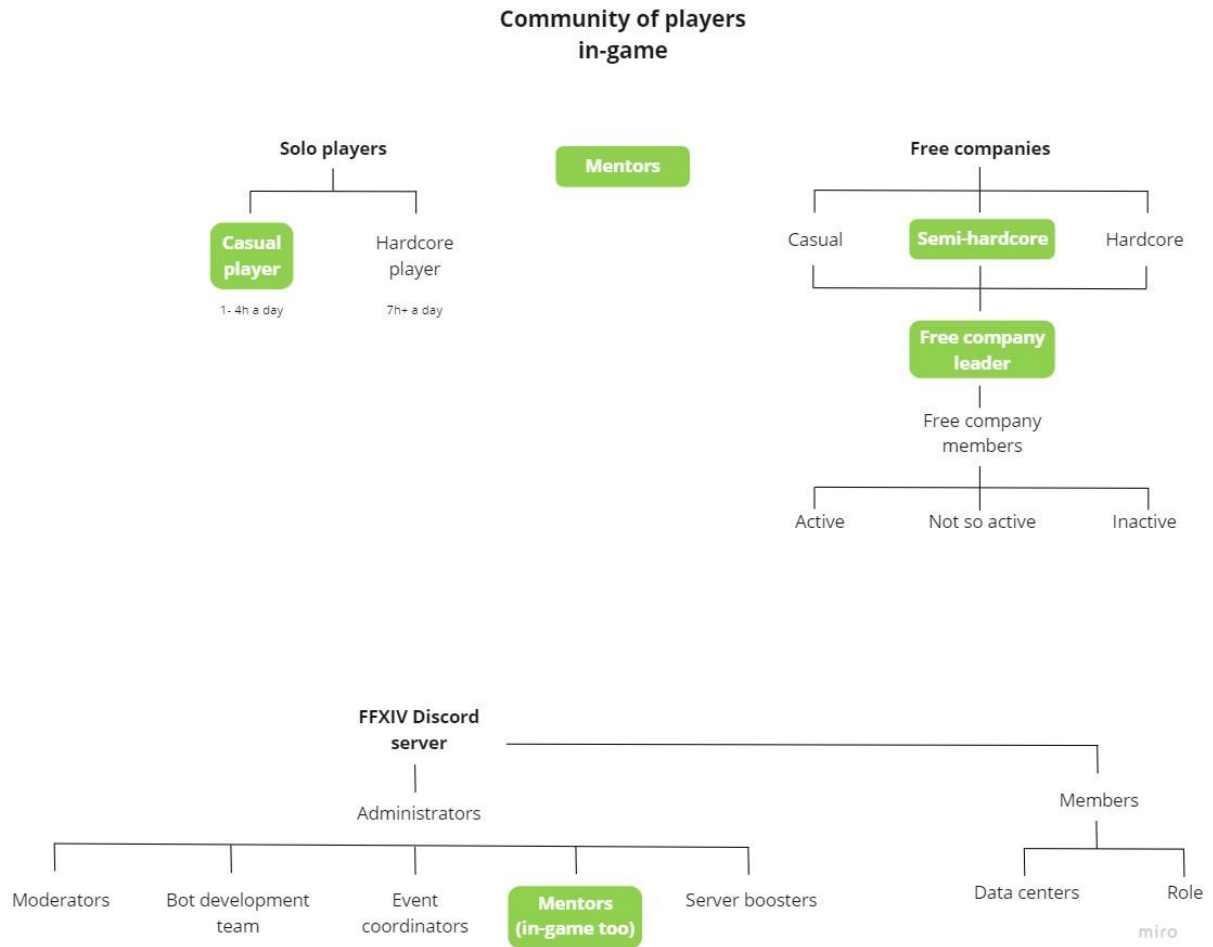 Community of players
in-game
Solo players
Mentors
Free companies
Casual
player
Hardcore
player
Casual
Semi-hardcore
Hardcore
1- 4h a day
7h+ a day
Free company
leader
Free company
members
Active
Not so active
Inactive
FFXIV Discord
server
Administrators
Members
Moderators
Bot development
team
Event
coordinators
Mentors
(in-game too)
Server boosters
Data centers
Role
miro